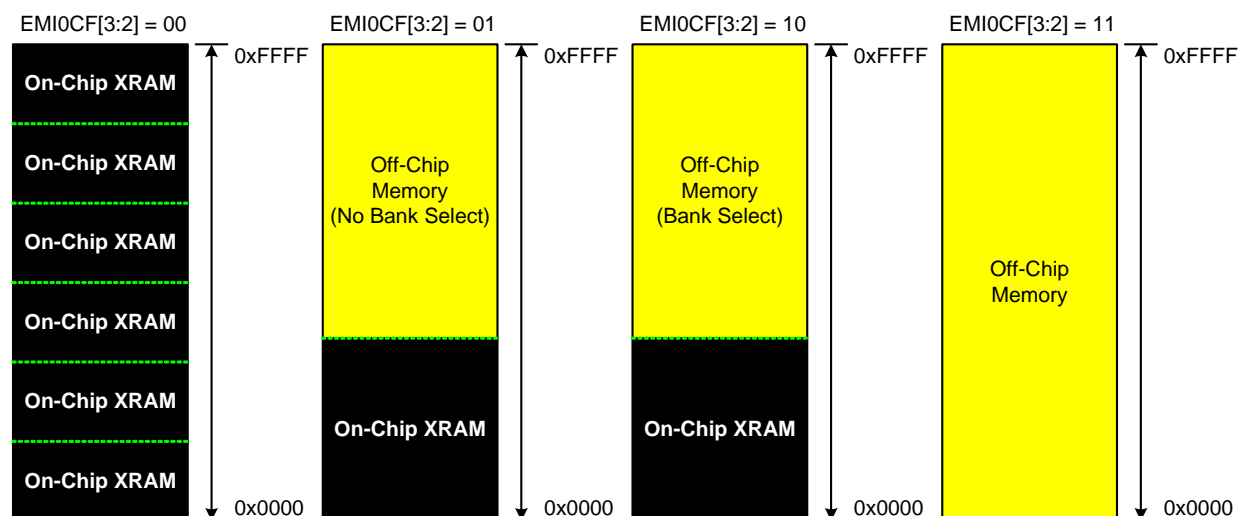 EMI0CF[3:2] = 00
EMI0CF[3:2] = 01
EMI0CF[3:2] = 10
EMI0CF[3:2] = 11
On-Chip XRAM
On-Chip XRAM
On-Chip XRAM
On-Chip XRAM
On-Chip XRAM
On-Chip XRAM
0xFFFF
0x0000
Off-Chip
Memory
(No Bank Select)
On-Chip XRAM
0xFFFF
0x0000
Off-Chip
Memory
(Bank Select)
On-Chip XRAM
0xFFFF
0x0000
Off-Chip
Memory
0xFFFF
0x0000